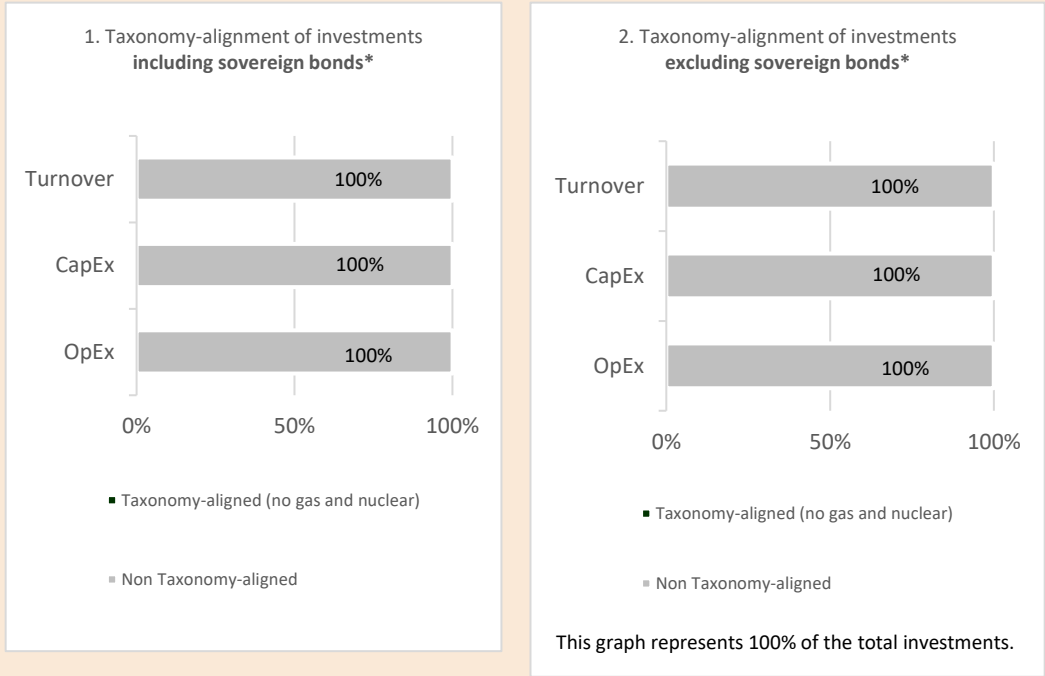 1. Taxonomy-alignment of investments
including sovereign bonds*
Turnover
100%
CapEx
100%
OpEx
100%
0%
50%
100%
Taxonomy-aligned (no gas and nuclear)
Non Taxonomy-aligned
2. Taxonomy-alignment of investments
excluding sovereign bonds*
Turnover
100%
CapEx
100%
OpEx
100%
0%
50%
100%
Taxonomy-aligned (no gas and nuclear)
Non Taxonomy-aligned
This graph represents 100% of the total investments.